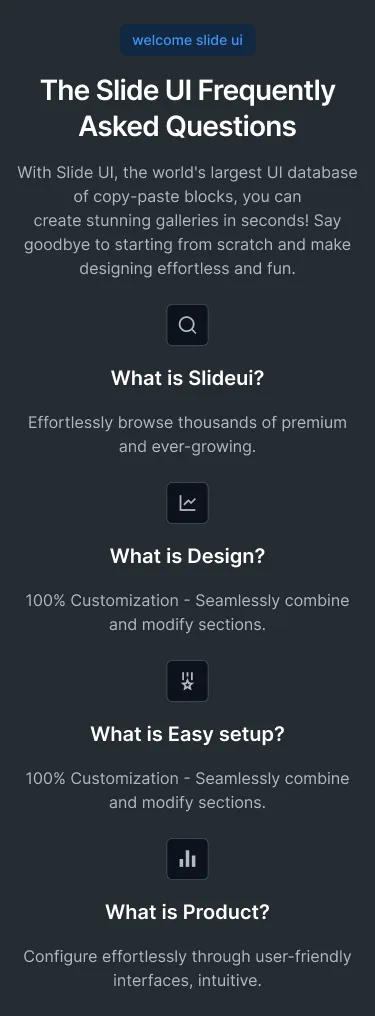 welcome slide ui
The Slide UI Frequently
Asked Questions
With Slide UI, the world's largest UI database
of copy-paste blocks, you can
create stunning galleries in seconds! Say
goodbye to starting from scratch and make
designing effortless and fun.
What is Slideui?
Effortlessly browse thousands of premium
and ever-growing.
What is Design?
100% Customization - Seamlessly combine
and modify sections.
What is Easy setup?
100% Customization - Seamlessly combine
and modify sections.
What is Product?
Configure effortlessly through user-friendly
interfaces, intuitive.